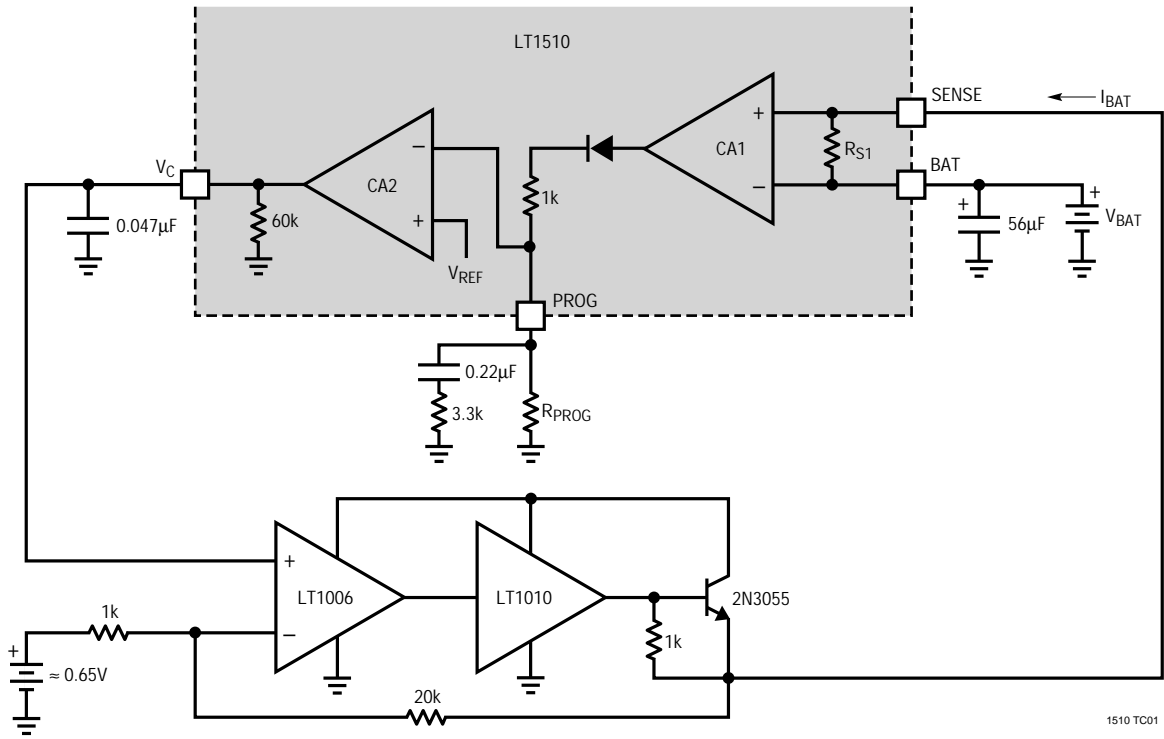 LT1510
SENSE
I_BAT
+
CA1
R_S1
−
BAT
V_C
−
CA2
+
V_REF
1k
60k
0.047µF
+
56µF
+
V_BAT
PROG
0.22µF
3.3k
R_PROG
+
LT1006
−
LT1010
2N3055
1k
1k
+
≈ 0.65V
20k
1510 TC01